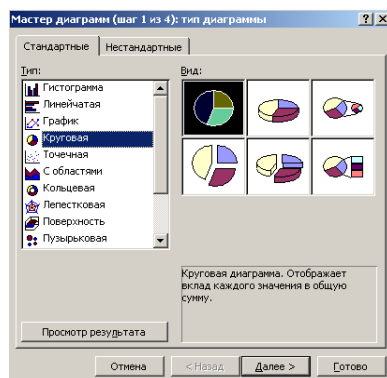 Мастер диаграмм (шаг 1 из 4): тип диаграммы
Стандартные Нестандартные
Тип:
Вид:
Гистограмма
Линейчатая
График
Круговая
Точечная
С областями
Кольцевая
Лепестковая
Поверхность
Пузырьковая
Круговая диаграмма. Отображает
вклад каждого значения в общую
сумму.
Просмотр результата
Отмена < Назад Далее > Готово